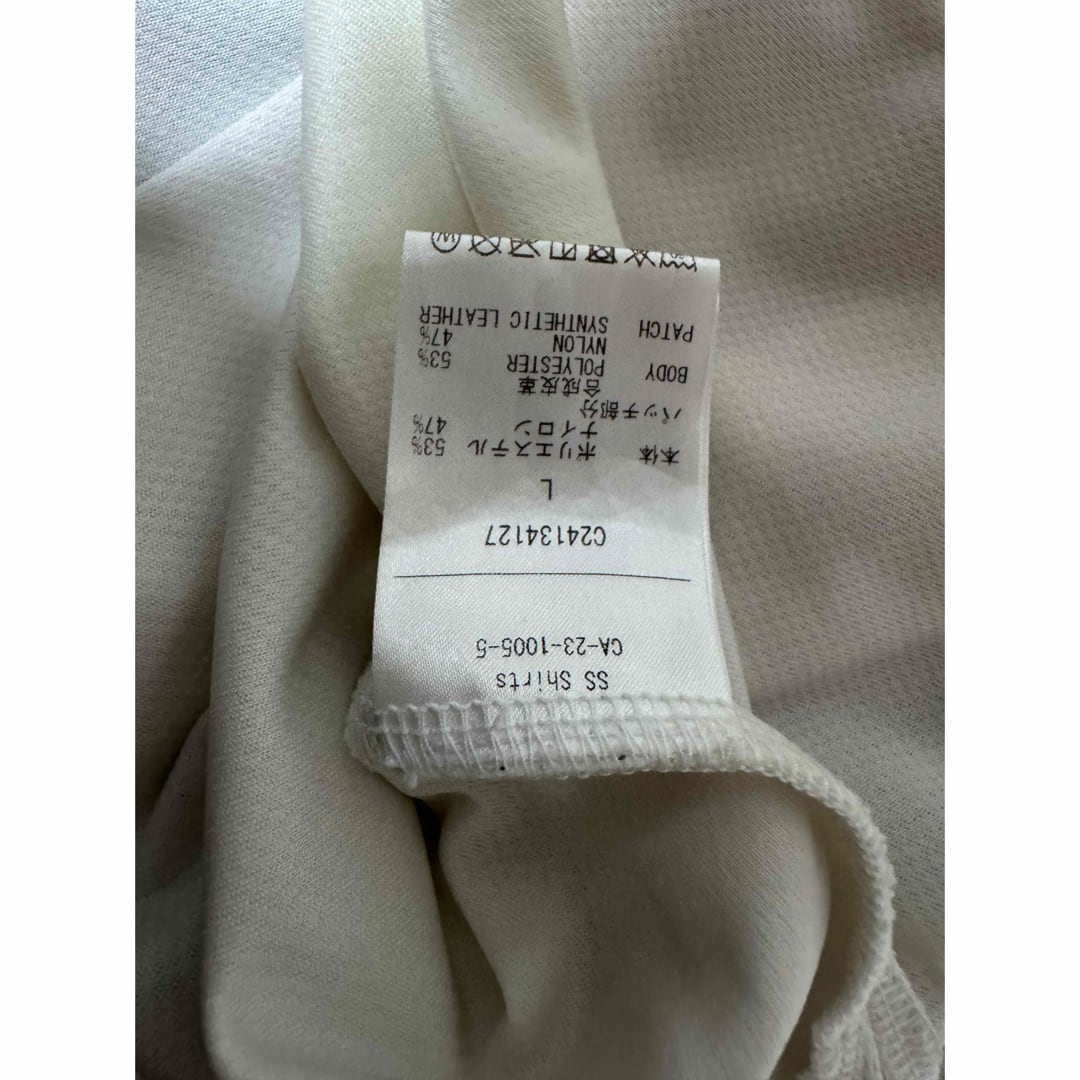 SS Shirts
CA-23-1005-5
C24134127
L
本体 ポリエステル 53%
ナイロン 47%
パッチ部分
合成皮革
BODY POLYESTER 53%
NYLON 47%
PATCH SYNTHETIC LEATHER